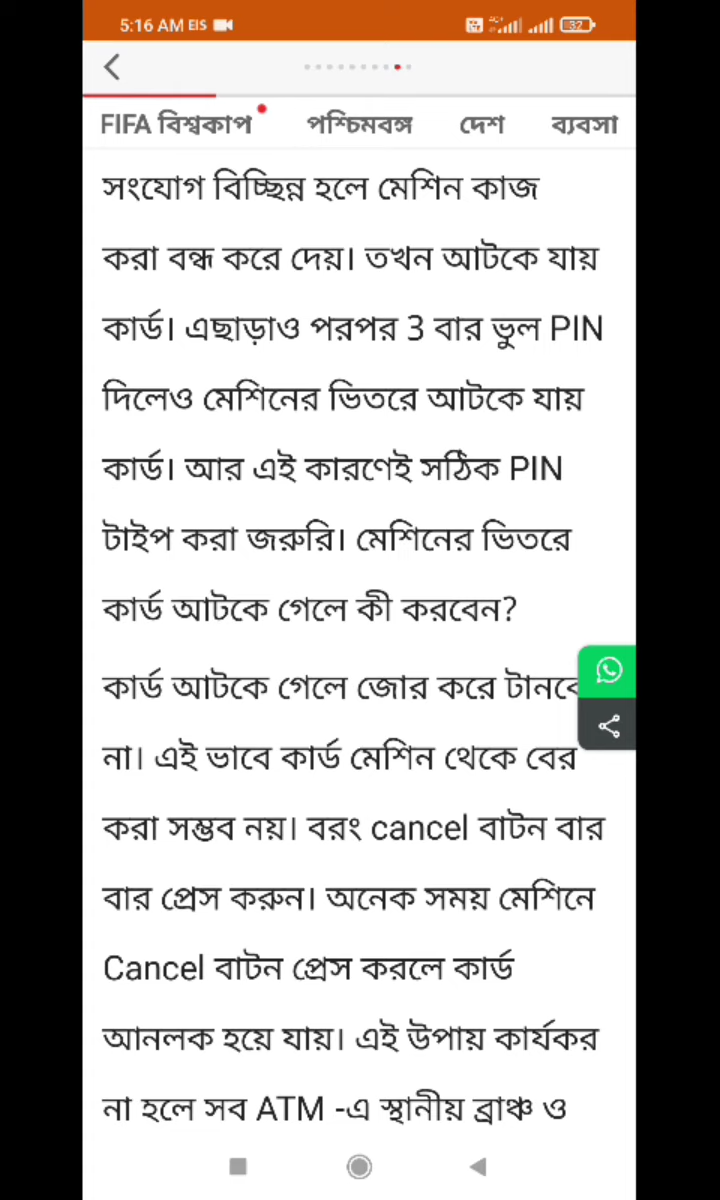 5:16 AM EIS 32
FIFA বিশ্বকাপ পশ্চিমবঙ্গ দেশ ব্যবসা
সংযোগ বিচ্ছিন্ন হলে মেশিন কাজ
করা বন্ধ করে দেয়। তখন আটকে যায়
কার্ড। এছাড়াও পরপর 3 বার ভুল PIN
দিলেও মেশিনের ভিতরে আটকে যায়
কার্ড। আর এই কারণেই সঠিক PIN
টাইপ করা জরুরি। মেশিনের ভিতরে
কার্ড আটকে গেলে কী করবেন?
কার্ড আটকে গেলে জোর করে
না। এই ভাবে কার্ড মেশিন থেকে বের
করা সম্ভব নয়। বরং cancel বাটন বার
বার প্রেস করুন। অনেক সময় মেশিনে
Cancel বাটন প্রেস করলে কার্ড
আনলক হয়ে যায়। এই উপায় কার্যকর
না হলে সব ATM -এ স্থানীয় ব্রাঞ্চ ও